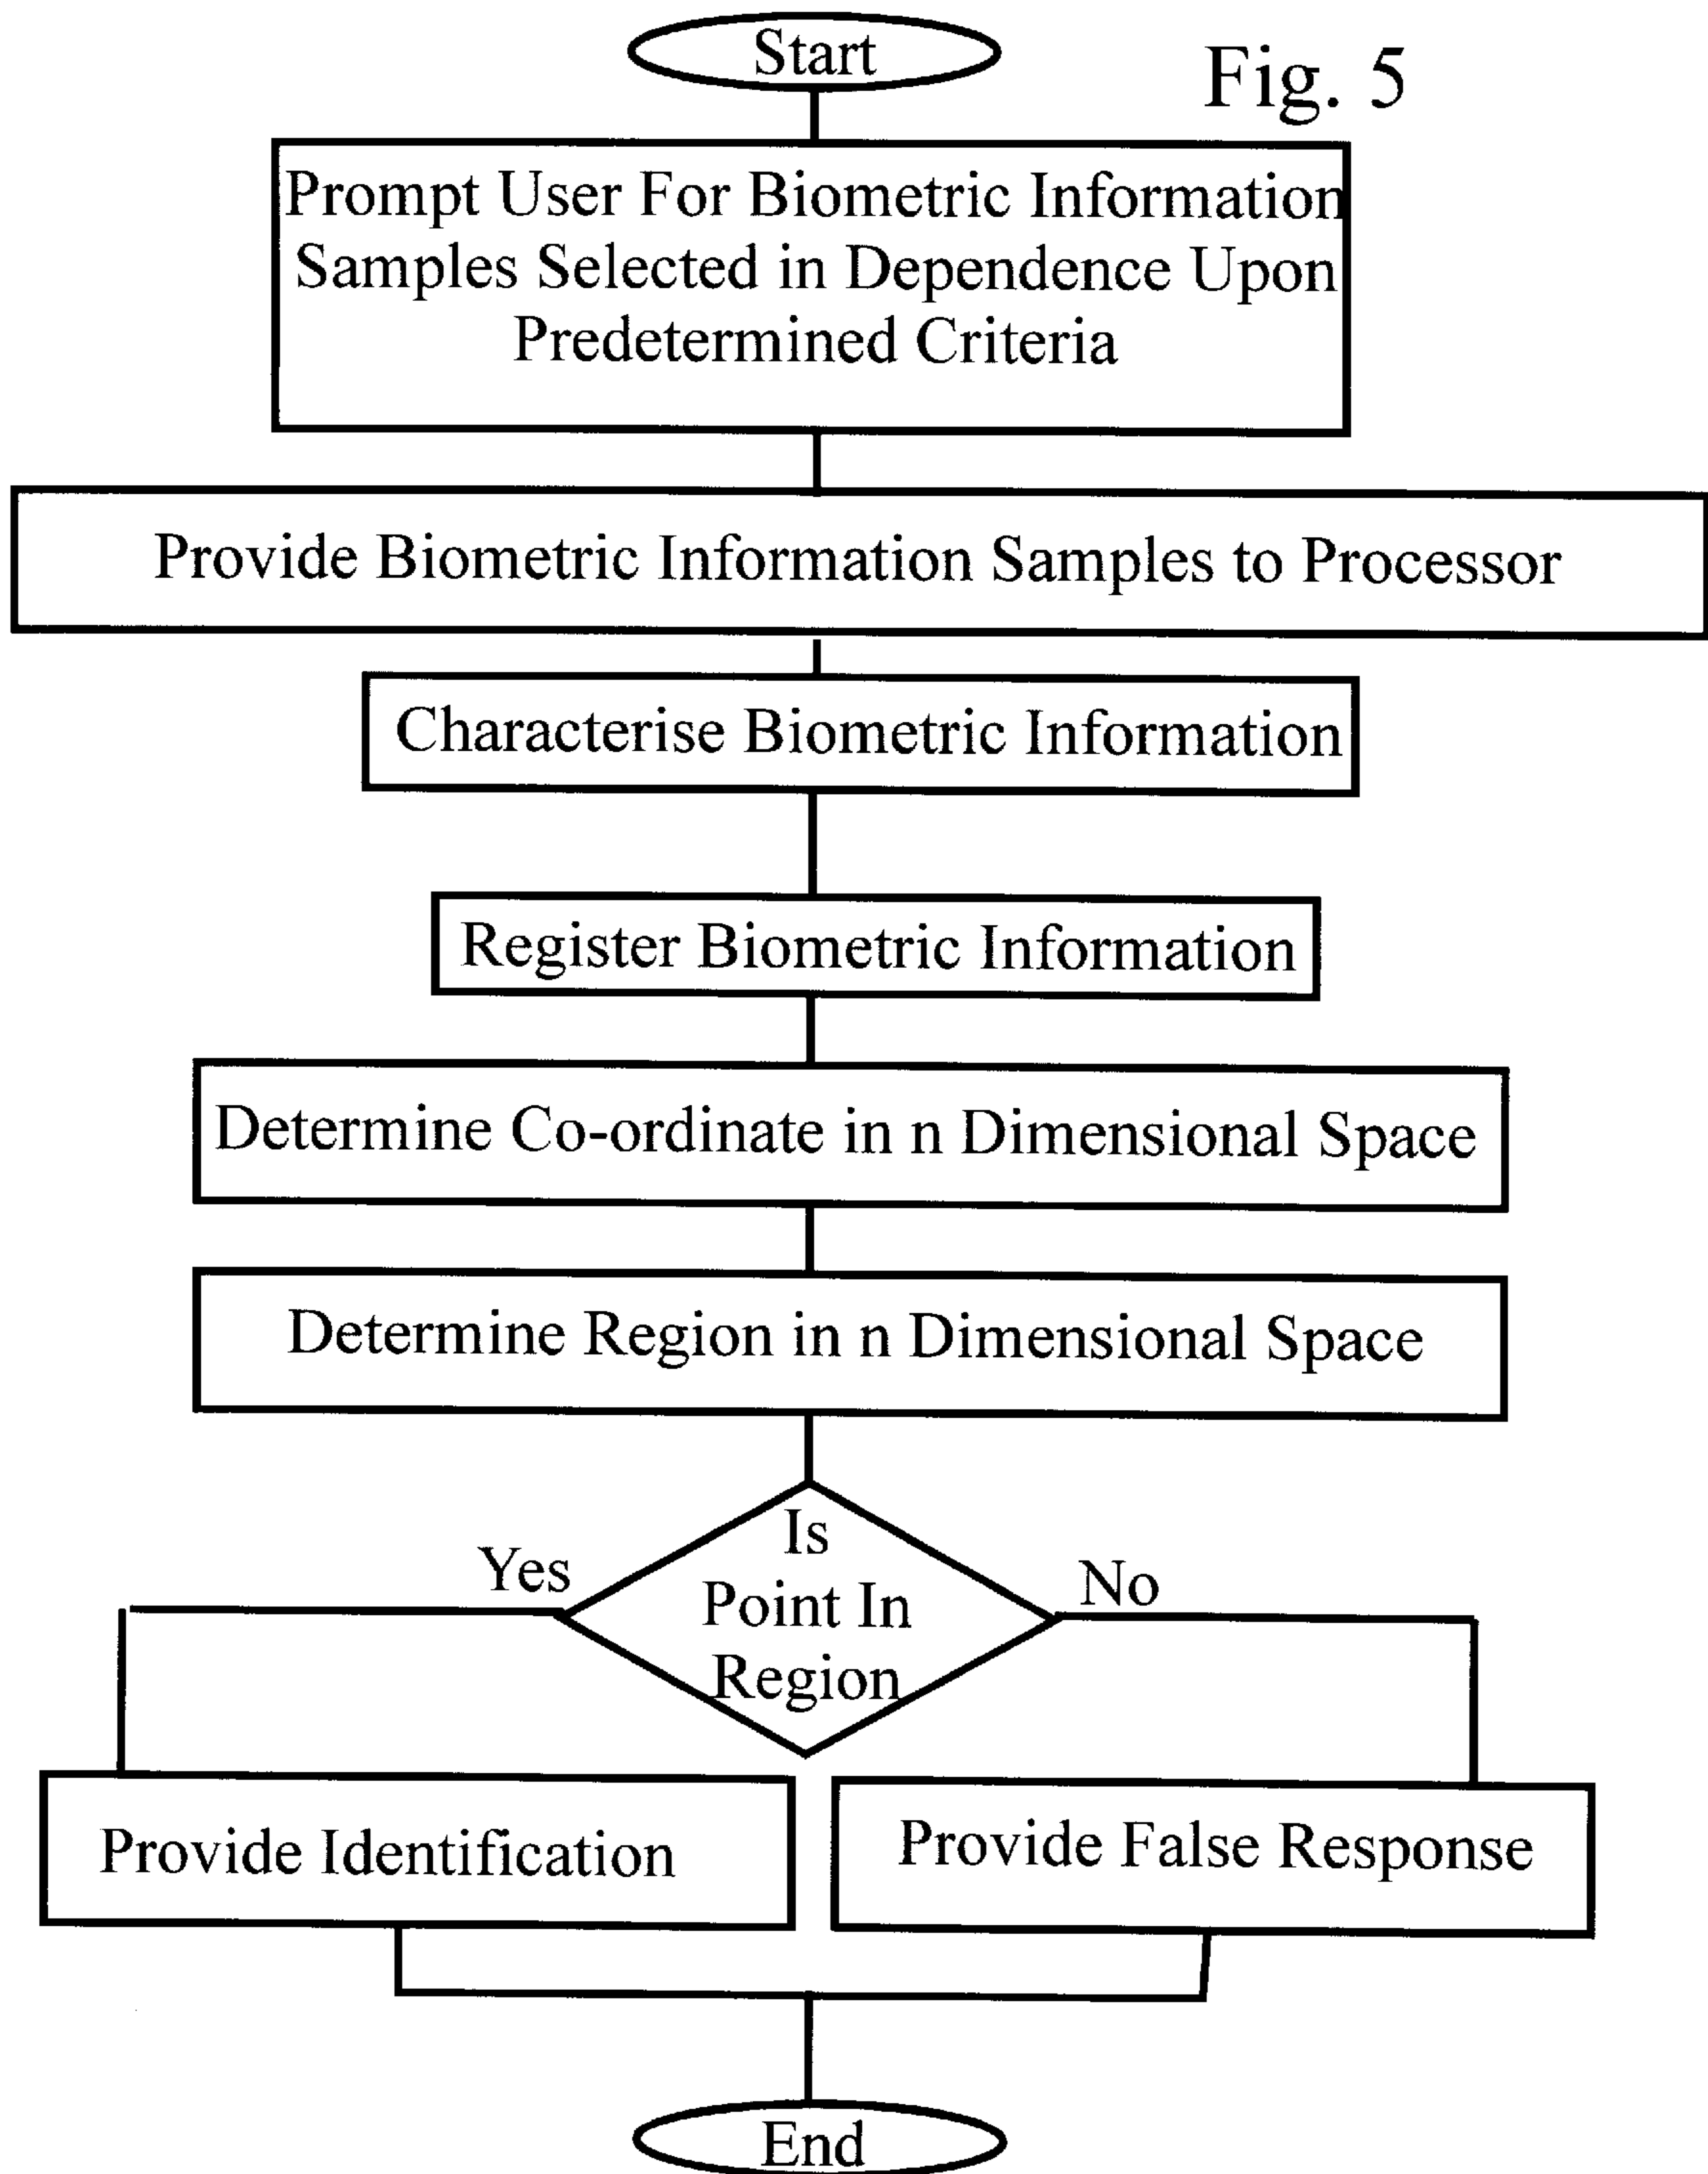 Start
Fig. 5
Prompt User For Biometric Information
Samples Selected in Dependence Upon
Predetermined Criteria
Provide Biometric Information Samples to Processor
Characterise Biometric Information
Register Biometric Information
Determine Co-ordinate in n Dimensional Space
Determine Region in n Dimensional Space
Is
Point In
Region
Yes
No
Provide Identification
Provide False Response
End